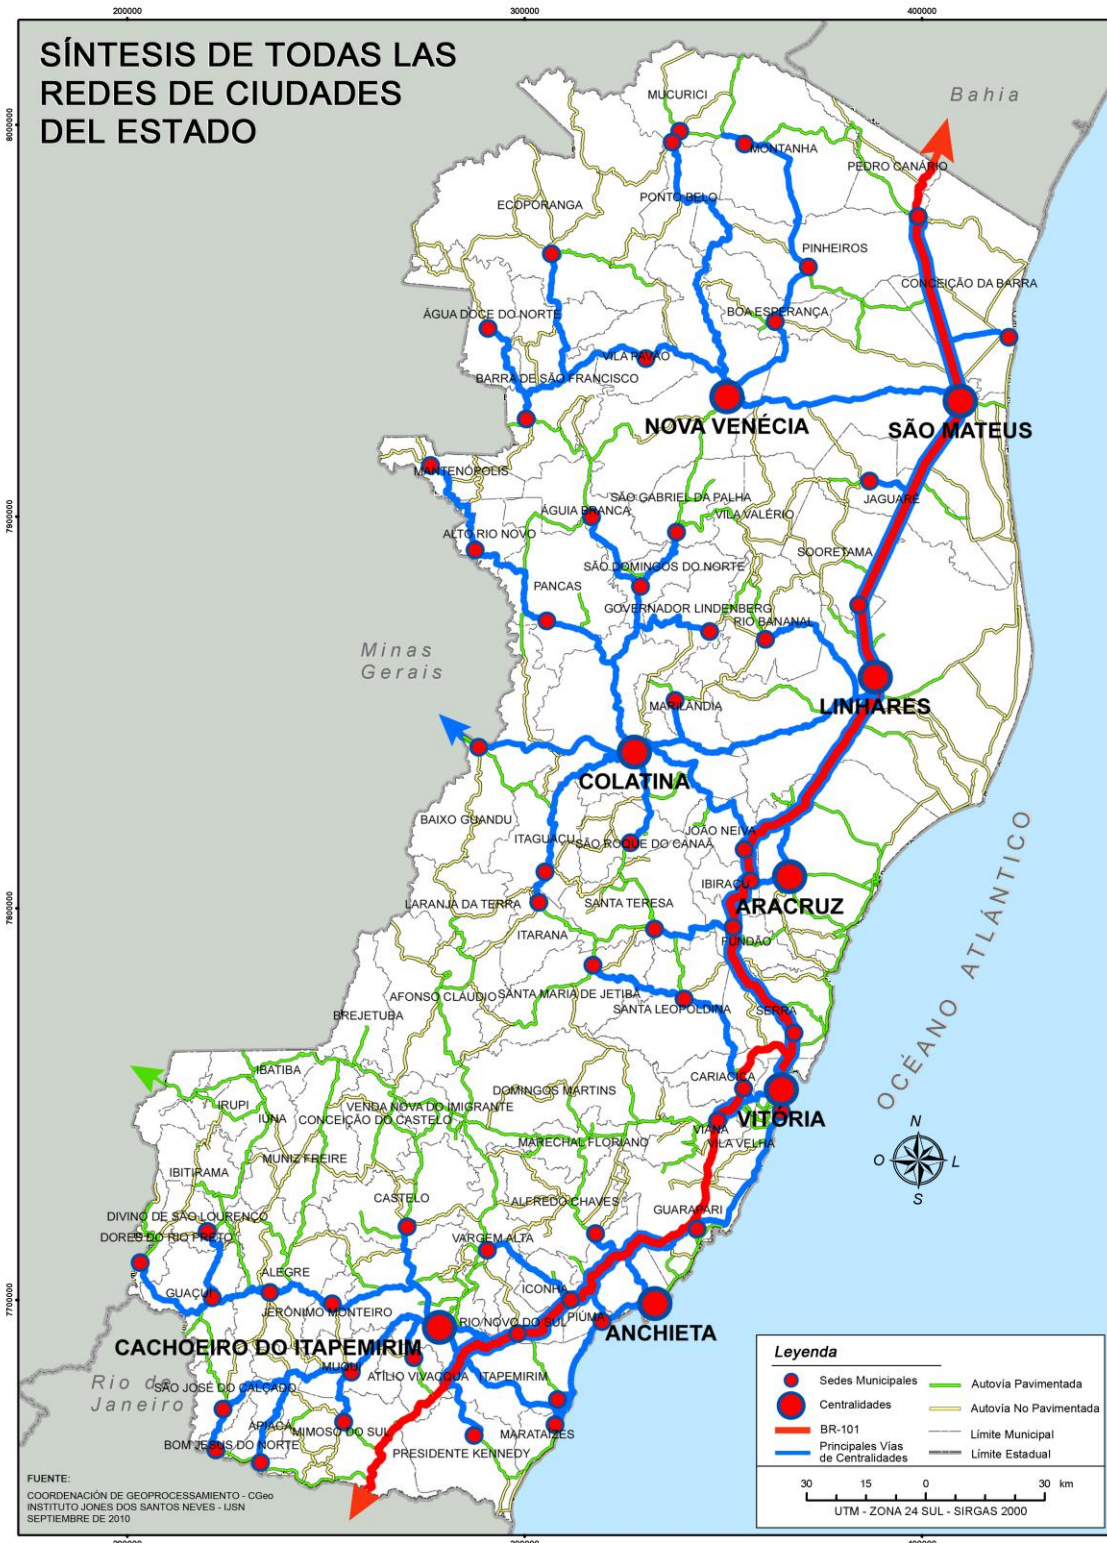 200000
300000
400000
SÍNTESIS DE TODAS LAS
REDES DE CIUDADES
DEL ESTADO
8000000
7900000
7800000
7700000
Bahia
MUCURICI
MONTANHA
PEDRO CANÁRIO
PONTO BELO
ECOPORANGA
PINHEIROS
CONCEIÇÃO DA BARRA
ÁGUA DOCE DO NORTE
BOA ESPERANÇA
VILA PAVÃO
BARRA DE SÃO FRANCISCO
NOVA VENÉCIA
SÃO MATEUS
MANTENÓPOLIS
JAGUARÉ
SÃO GABRIEL DA PALHA
ÁGUIA BRANCA
VILA VALÉRIO
ALTO RIO NOVO
SOORETAMA
SÃO DOMINGOS DO NORTE
PANCAS
GOVERNADOR LINDENBERG
RIO BANANAL
Minas
Gerais
MARILÂNDIA
LINHARES
COLATINA
BAIXO GUANDU
JOÃO NEIVA
ITAGUAÇU
SÃO ROQUE DO CANAÃ
IBIRAÇU
LARANJA DA TERRA
SANTA TERESA
ARACRUZ
ITARANA
FUNDÃO
OCÉANO ATLÁNTICO
AFONSO CLÁUDIO
SANTA MARIA DE JETIBÁ
SANTA LEOPOLDINA
SERRA
BREJETUBA
IBATIBA
CARIACICA
DOMINGOS MARTINS
IRUPI
VENDA NOVA DO IMIGRANTE
IÚNA
CONCEIÇÃO DO CASTELO
VITÓRIA
VIANA
VILA VELHA
MARECHAL FLORIANO
MUNIZ FREIRE
IBITIRAMA
N
O
L
S
CASTELO
ALFREDO CHAVES
GUARAPARI
DIVINO DE SÃO LOURENÇO
DORES DO RIO PRETO
VARGEM ALTA
ALEGRE
GUAÇUÍ
ICONHA
JERÔNIMO MONTEIRO
PIÚMA
RIO NOVO DO SUL
ANCHIETA
CACHOEIRO DO ITAPEMIRIM
MUQUI
ATÍLIO VIVACQUA
ITAPEMIRIM
Rio de
Janeiro
SÃO JOSÉ DO CALÇADO
APIACÁ
MIMOSO DO SUL
MARATAÍZES
BOM JESUS DO NORTE
PRESIDENTE KENNEDY
Leyenda
Sedes Municipales
Centralidades
BR-101
Principales Vías
de Centralidades
Autovía Pavimentada
Autovía No Pavimentada
Límite Municipal
Límite Estadual
30 15 0 30 km
UTM - ZONA 24 SUL - SIRGAS 2000
FUENTE:
COORDENACIÓN DE GEOPROCESSAMIENTO - CGeo
INSTITUTO JONES DOS SANTOS NEVES - IJSN
SEPTIEMBRE DE 2010
200000
300000
400000